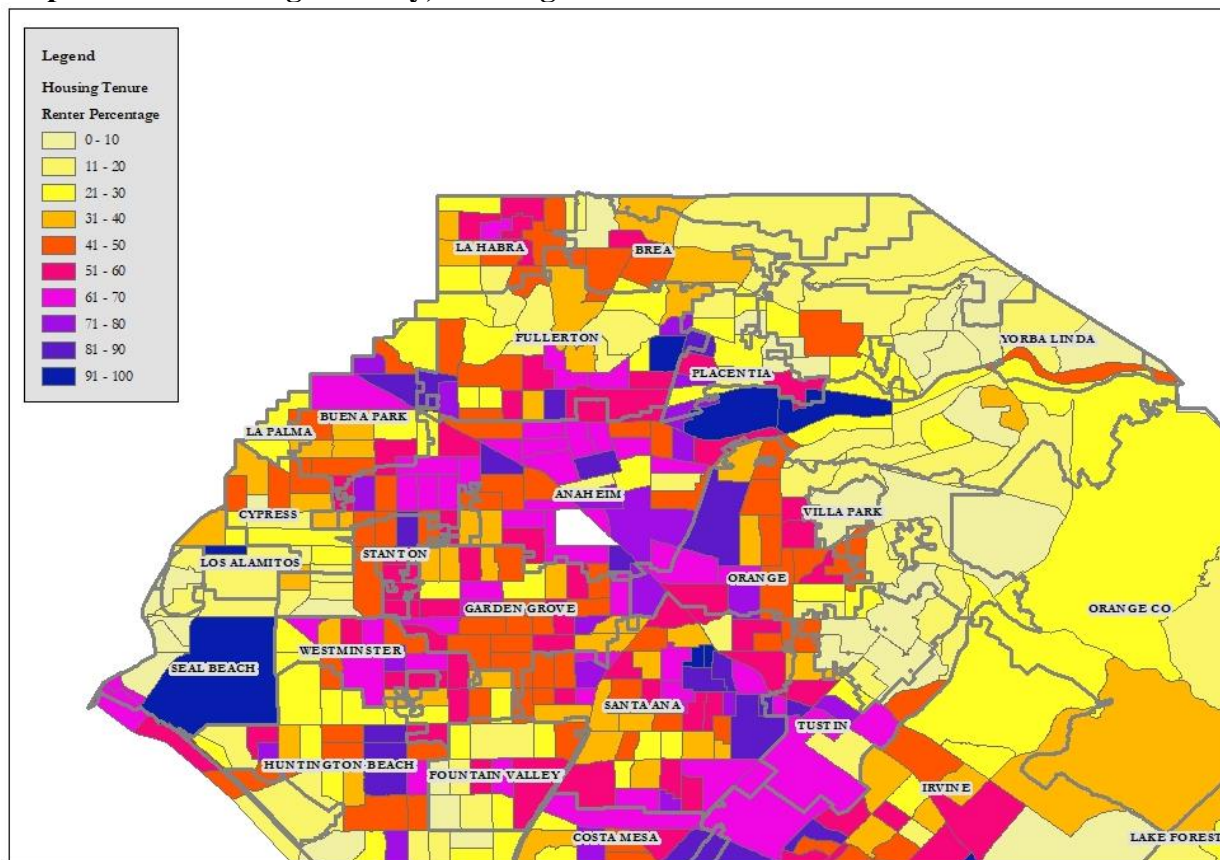 Legend
Housing Tenure
Renter Percentage
0 - 10
11 - 20
21 - 30
31 - 40
41 - 50
51 - 60
61 - 70
71 - 80
81 - 90
91 - 100
LA HABRA
BREA
FULLERTON
YORBA LINDA
PLACENTIA
BUENA PARK
LA PALMA
ANAHEIM
CYPRESS
VILLA PARK
STANTON
LOS ALAMITOS
ORANGE
GARDEN GROVE
ORANGE CO
WESTMINSTER
SEAL BEACH
SANTA ANA
TUSTIN
HUNTINGTON BEACH
FOUNTAIN VALLEY
IRVINE
COSTA MESA
LAKE FOREST